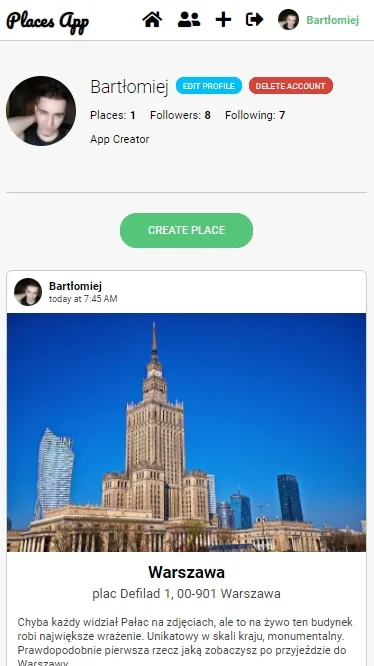 Places App
Bartłomiej
Bartłomiej EDIT PROFILE DELETE ACCOUNT
Places: 1 Followers: 8 Following: 7
App Creator
CREATE PLACE
Bartłomiej
today at 7:45 AM
Warszawa
plac Defilad 1, 00-901 Warszawa
Chyba każdy widział Pałac na zdjęciach, ale to na żywo ten budynek
robi największe wrażenie. Unikatowy w skali kraju, monumentalny.
Prawdopodobnie pierwsza rzecz jaką zobaczysz po przyjeździe do
Warszawy